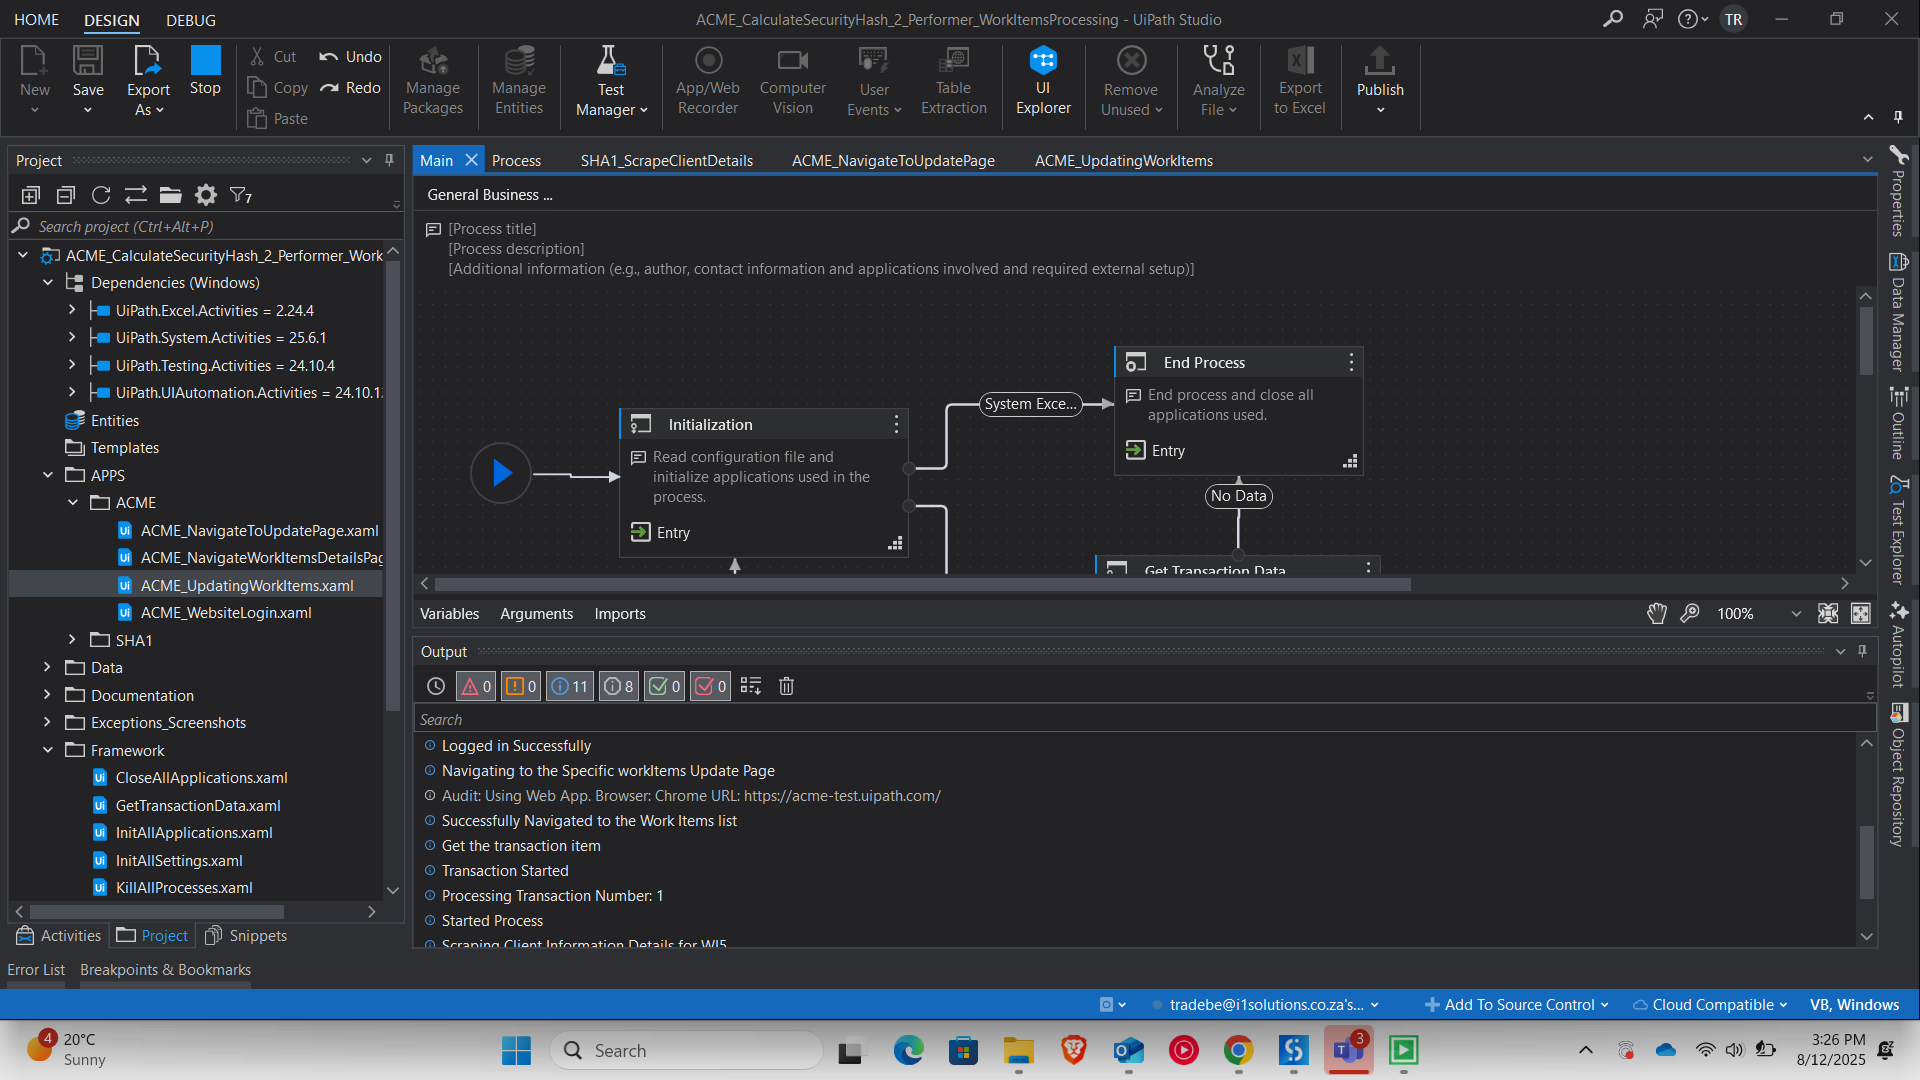 HOME DESIGN DEBUG
ACME_CalculateSecurityHash_2_Performer_WorkItemsProcessing - UiPath Studio
TR
New
Save
Export As
Stop
Cut
Copy
Paste
Undo
Redo
Manage Packages
Manage Entities
Test Manager
App/Web Recorder
Computer Vision
User Events
Table Extraction
UI Explorer
Remove Unused
Analyze File
Export to Excel
Publish
Project
7
Search project (Ctrl+Alt+P)
ACME_CalculateSecurityHash_2_Performer_Work
Dependencies (Windows)
UiPath.Excel.Activities = 2.24.4
UiPath.System.Activities = 25.6.1
UiPath.Testing.Activities = 24.10.4
UiPath.UIAutomation.Activities = 24.10.1
Entities
Templates
APPS
ACME
ACME_NavigateToUpdatePage.xaml
ACME_NavigateWorkItemsDetailsPag
ACME_UpdatingWorkItems.xaml
ACME_WebsiteLogin.xaml
SHA1
Data
Documentation
Exceptions_Screenshots
Framework
CloseAllApplications.xaml
GetTransactionData.xaml
InitAllApplications.xaml
InitAllSettings.xaml
KillAllProcesses.xaml
Activities Project Snippets
Error List Breakpoints & Bookmarks
Main Process SHA1_ScrapeClientDetails ACME_NavigateToUpdatePage ACME_UpdatingWorkItems
General Business ...
[Process title]
[Process description]
[Additional information (e.g., author, contact information and applications involved and required external setup)]
Initialization
Read configuration file and
initialize applications used in the
process.
Entry
System Exce...
End Process
End process and close all
applications used.
Entry
No Data
Get Transaction Data
Variables Arguments Imports
100%
Output
0 0 11 8 0 0
Search
Logged in Successfully
Navigating to the Specific workItems Update Page
Audit: Using Web App. Browser: Chrome URL: https://acme-test.uipath.com/
Successfully Navigated to the Work Items list
Get the transaction item
Transaction Started
Processing Transaction Number: 1
Started Process
Scraping Client Information Details for WI5
Properties
Data Manager
Outline
Test Explorer
Autopilot
Object Repository
tradebe@i1solutions.co.za's... Add To Source Control Cloud Compatible VB, Windows
4
20°C
Sunny
Search
3
3:26 PM
8/12/2025